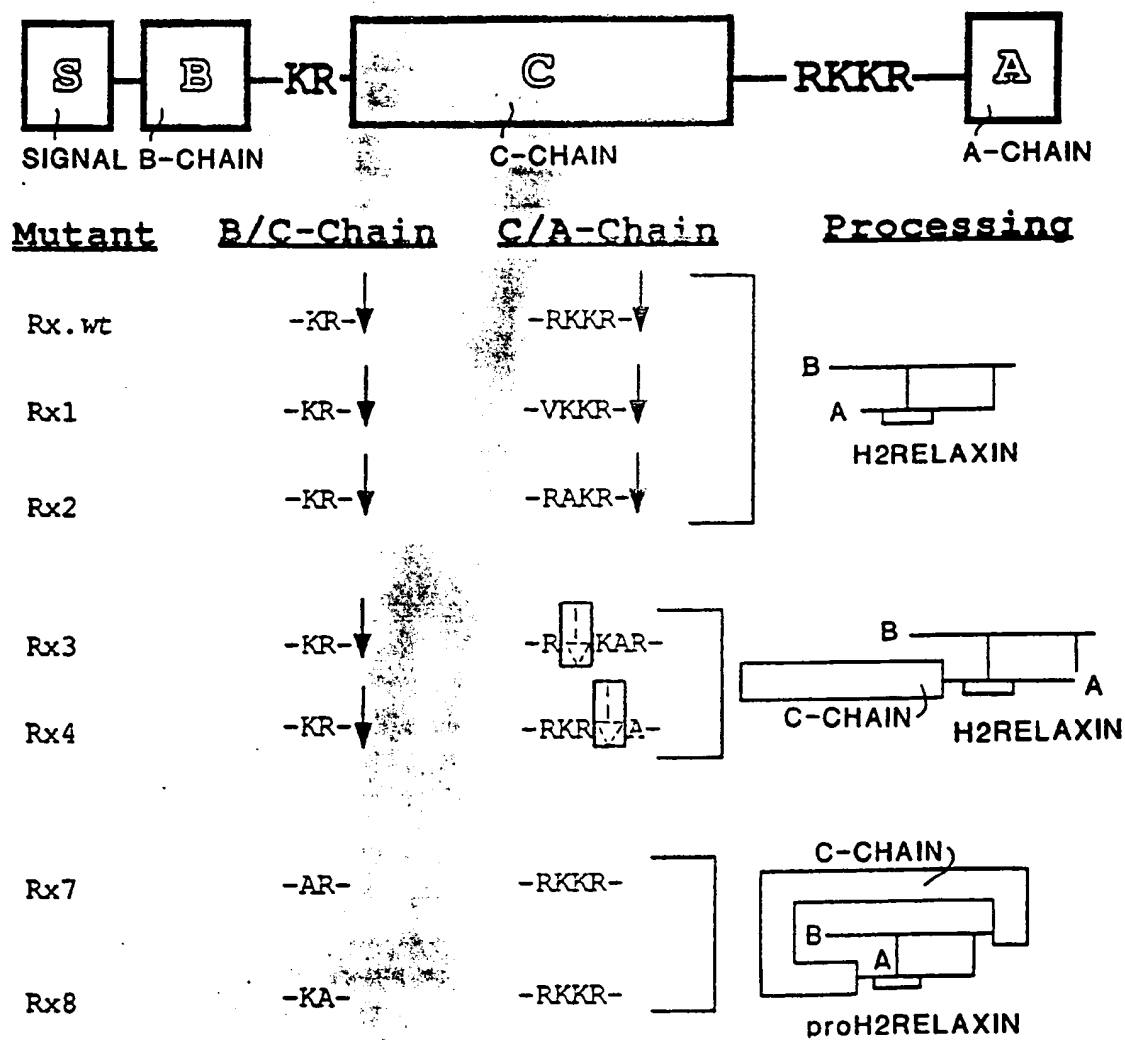 S B KR C RKKR A
SIGNAL B-CHAIN C-CHAIN A-CHAIN
Mutant B/C-Chain C/A-Chain Processing
Rx.wt -KR- -RKKR-
B
Rx1 -KR- -VKKR-
A
H2RELAXIN
Rx2 -KR- -RAKR-
Rx3 -KR- -R KAR-
B
A
C-CHAIN
Rx4 -KR- -RKR A-
H2RELAXIN
C-CHAIN
Rx7 -AR- -RKKR-
B
A
Rx8 -KA- -RKKR-
proH2RELAXIN